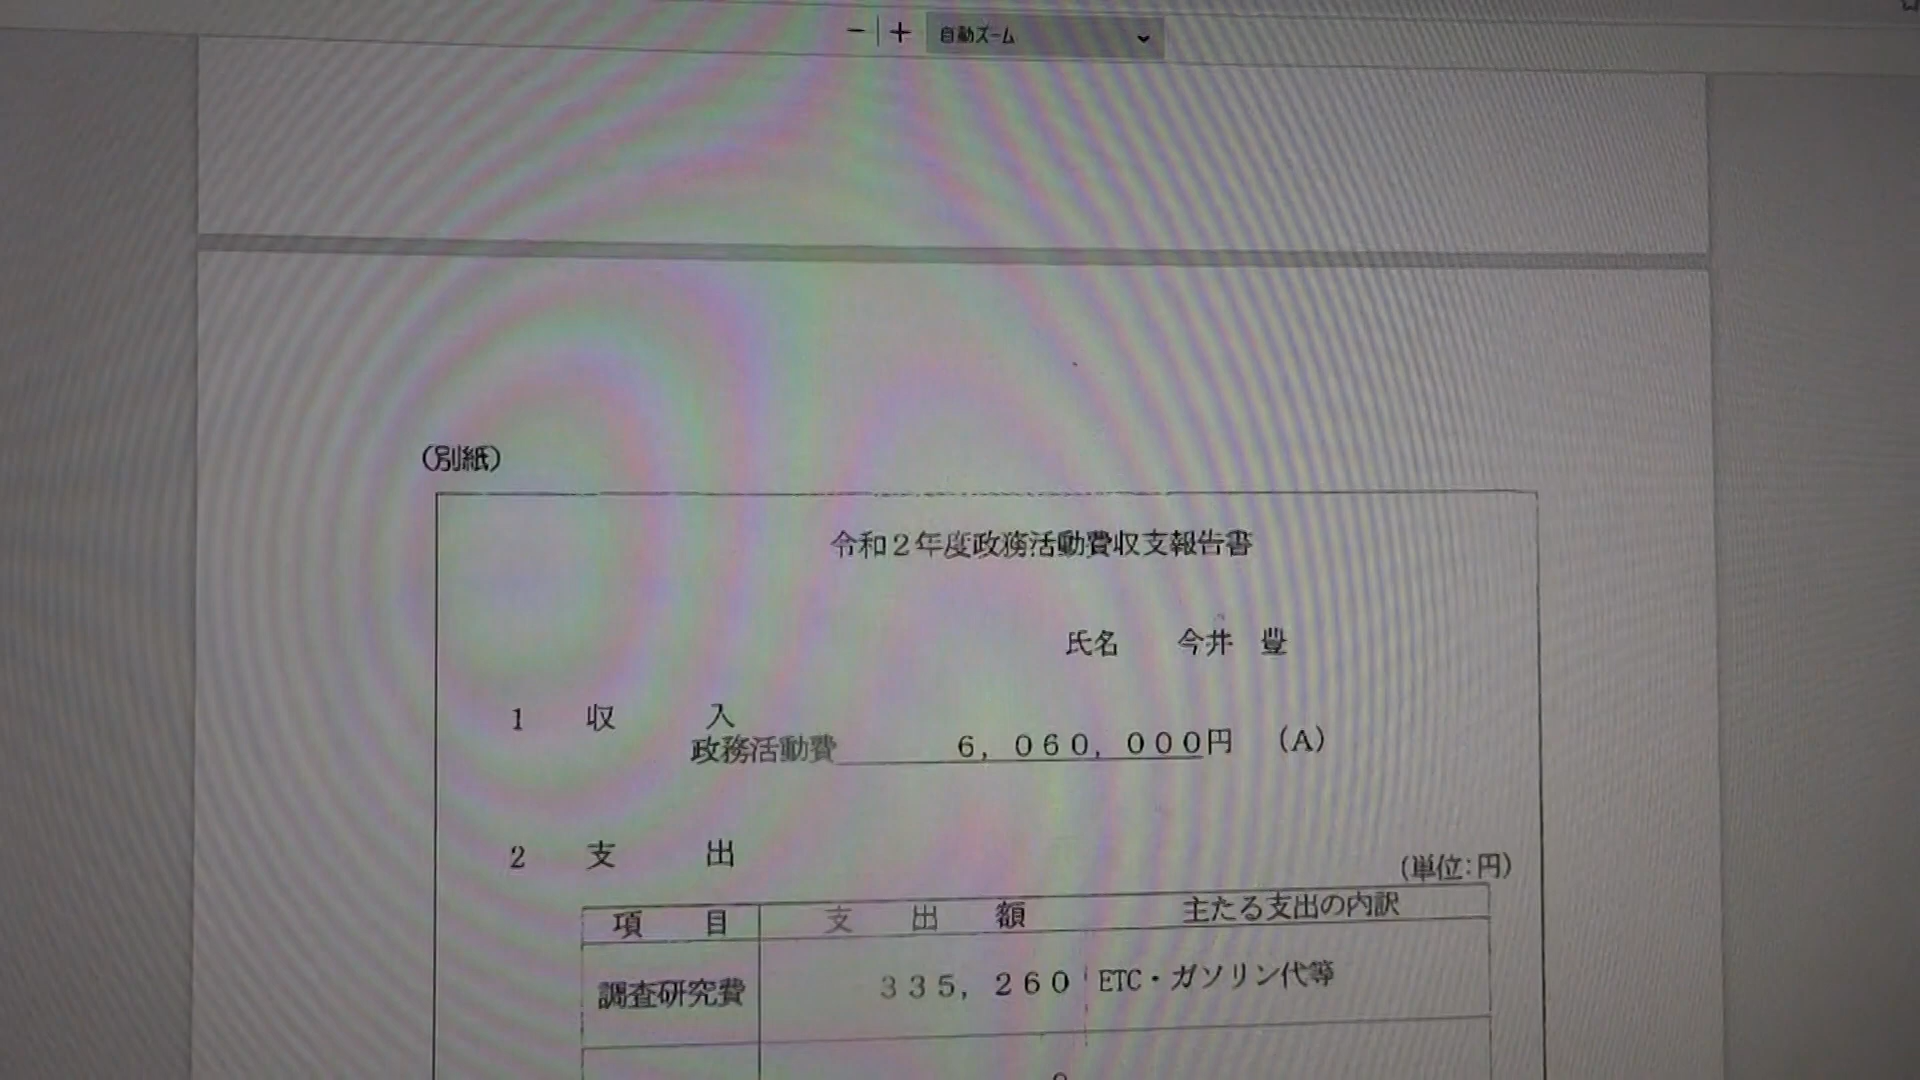 − + 自動ズーム
(別紙)
令和２年度政務活動費収支報告書
氏名 今井 豊
1 収 入
政務活動費 6,060,000円 (A)
2 支 出
(単位:円)
項 目 支 出 額 主たる支出の内訳
調査研究費 335,260 ETC・ガソリン代等